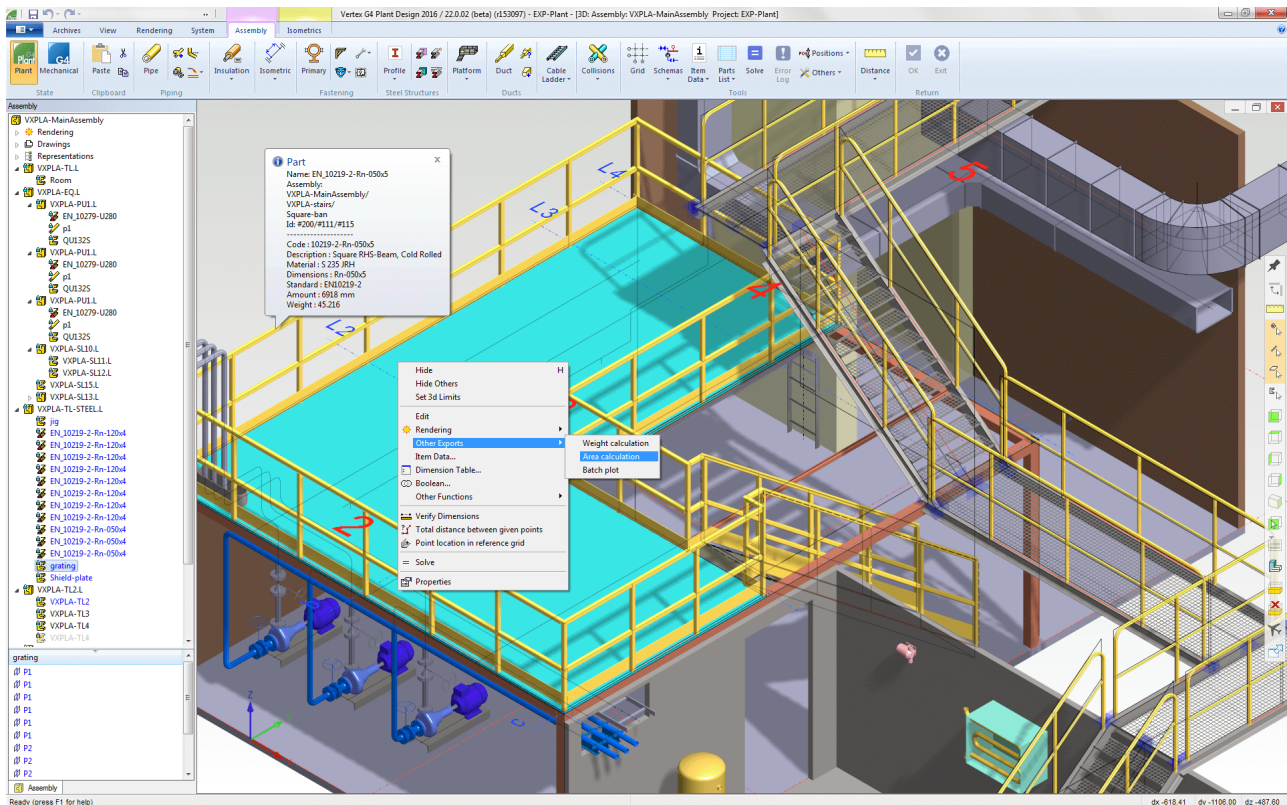 Vertex G4 Plant Design 2016 / 22.0.02 (beta) (r153097) - EXP-Plant - [3D: Assembly: VXPLA-MainAssembly Project: EXP-Plant]
Archives View Rendering System Assembly Isometrics
Plant G4
Plant Mechanical Paste Pipe Insulation Isometric Primary Profile Platform Duct Cable Ladder Collisions Grid Schemas Item Data Parts List Solve Error Log Positions Others Distance OK Exit
State Clipboard Piping Fastening Steel Structures Ducts Tools Return
Assembly
VXPLA-MainAssembly
Rendering
Drawings
Representations
VXPLA-TL.L
Room
VXPLA-EQ.L
VXPLA-PU1.L
EN_10279-U280
p1
QU132S
VXPLA-PU1.L
EN_10279-U280
p1
QU132S
VXPLA-PU1.L
EN_10279-U280
p1
QU132S
VXPLA-SL10.L
VXPLA-SL11.L
VXPLA-SL12.L
VXPLA-SL15.L
VXPLA-SL13.L
VXPLA-TL-STEEL.L
jig
EN_10219-2-Rn-120x4
EN_10219-2-Rn-120x4
EN_10219-2-Rn-120x4
EN_10219-2-Rn-120x4
EN_10219-2-Rn-120x4
EN_10219-2-Rn-120x4
EN_10219-2-Rn-120x4
EN_10219-2-Rn-120x4
EN_10219-2-Rn-050x4
EN_10219-2-Rn-050x4
EN_10219-2-Rn-050x4
grating
Shield-plate
VXPLA-TL2.L
VXPLA-TL2
VXPLA-TL3
VXPLA-TL4
VXPLA-TL4
grating
P1
P1
P1
P1
P1
P1
P2
P2
P2
Assembly
Part
Name: EN_10219-2-Rn-050x5
Assembly:
VXPLA-MainAssembly/
VXPLA-stairs/
Square-ban
Id: #200/#111/#115
--------------------
Code : 10219-2-Rn-050x5
Description : Square RHS-Beam, Cold Rolled
Material : S 235 JRH
Dimensions : Rn-050x5
Standard : EN10219-2
Amount : 6918 mm
Weight : 45.216
L4
L3
L2
5
4
2
C
Z
Hide H
Hide Others
Set 3d Limits
Edit
Rendering
Other Exports
Item Data...
Dimension Table...
Boolean...
Other Functions
Verify Dimensions
Total distance between given points
Point location in reference grid
Solve
Properties
Weight calculation
Area calculation
Batch plot
Ready (press F1 for help)
dx -618.41 dy -1106.00 dz -487.60